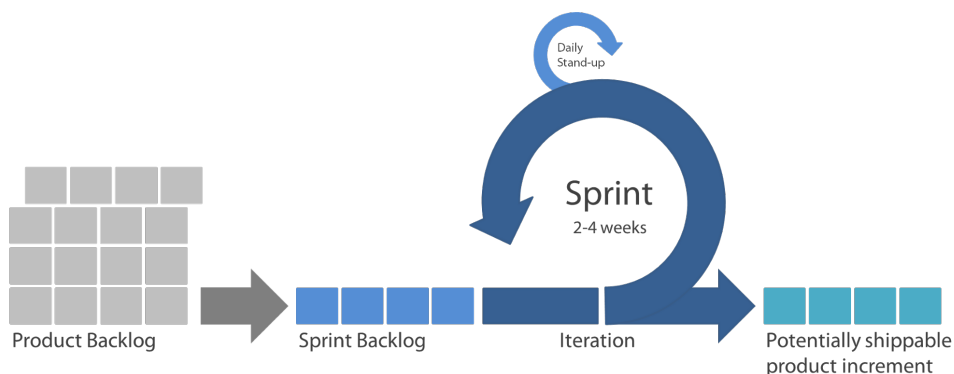 Daily
Stand-up
Sprint
2-4 weeks
Product Backlog
Sprint Backlog
Iteration
Potentially shippable
product increment